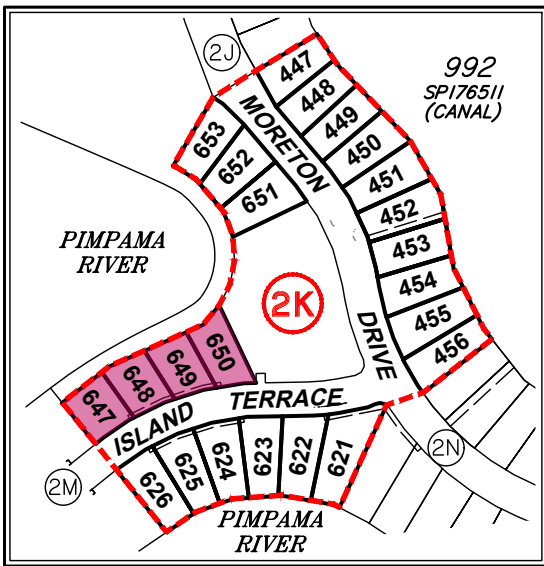 2J
992
SP176511
(CANAL)
447
448
449
450
451
452
453
454
455
456
MORETON
DRIVE
653
652
651
PIMPAMA
RIVER
2K
650
649
648
647
ISLAND TERRACE
621
622
623
624
625
626
2M
2N
PIMPAMA
RIVER